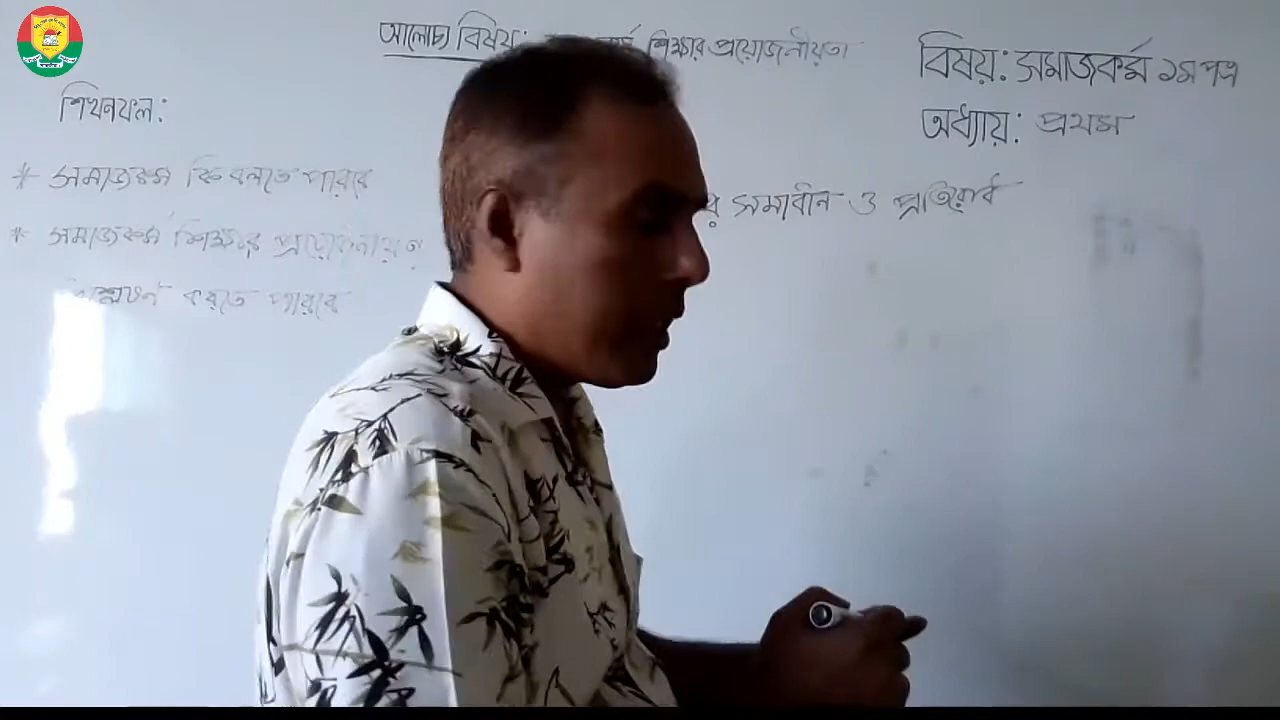 আলোচ্য বিষয়: শিক্ষার প্রয়োজনীয়তা
বিষয়: সমাজকর্ম ১ম পত্র
অধ্যায়: প্রথম
শিখনফল:
* সমাজকর্ম কি বলতে পারবে
* সমাজকর্ম শিক্ষার প্রয়োজনীয়তা
করতে পারবে
র সমাধান ও প্রতিরোধ